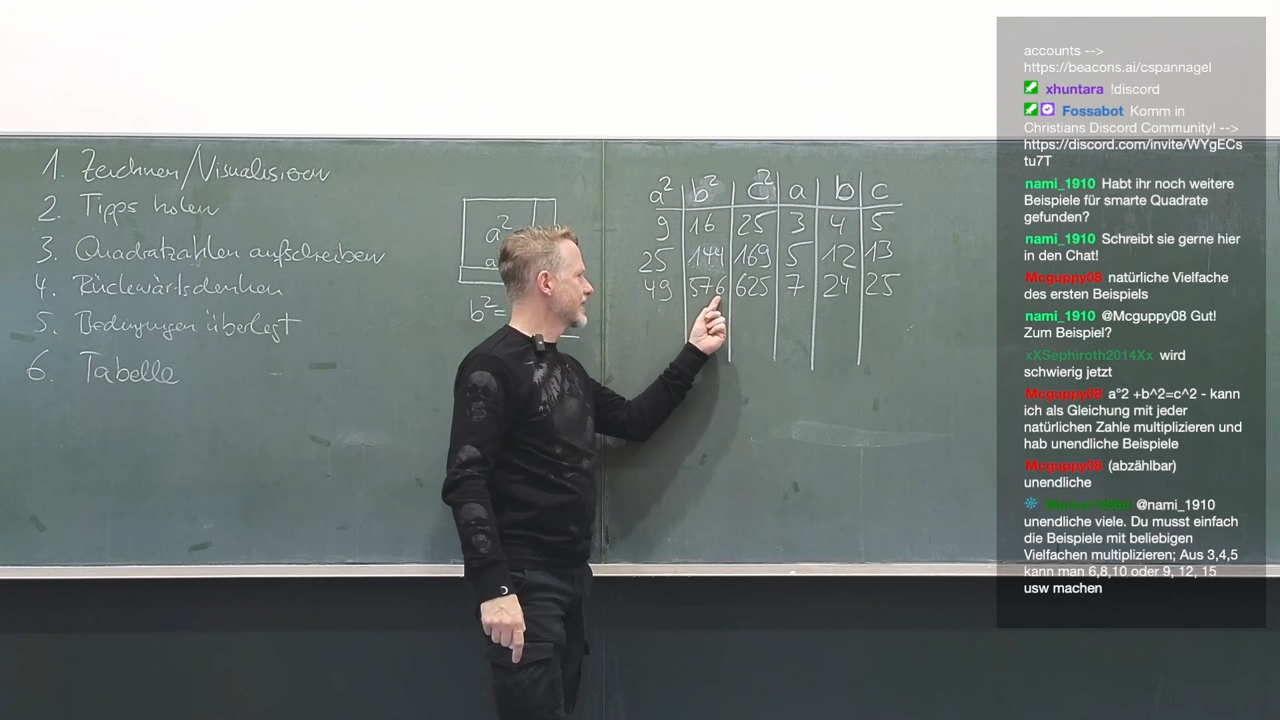 1. Zeichnen/Visualisieren
2. Tipps holen
3. Quadratzahlen aufschreiben
4. Rückwärtsdenken
5. Bedingungen überlegt
6. Tabelle
a²
a
b²=
a² b² c² a b c
9 16 25 3 4 5
25 144 169 5 12 13
49 576 625 7 24 25
accounts -->
https://beacons.ai/cspannagel
xhuntara !discord
Fossabot Komm in
Christians Discord Community! -->
https://discord.com/invite/WYgECs
tu7T
nami_1910 Habt ihr noch weitere
Beispiele für smarte Quadrate
gefunden?
nami_1910 Schreibt sie gerne hier
in den Chat!
Mcguppy08 natürliche Vielfache
des ersten Beispiels
nami_1910 @Mcguppy08 Gut!
Zum Beispiel?
xXSephiroth2014Xx wird
schwierig jetzt
Mcguppy08 a°2 +b^2=c^2 - kann
ich als Gleichung mit jeder
natürlichen Zahle multiplizieren und
hab unendliche Beispiele
Mcguppy08 (abzählbar)
unendliche
@nami_1910
unendliche viele. Du musst einfach
die Beispiele mit beliebigen
Vielfachen multiplizieren; Aus 3,4,5
kann man 6,8,10 oder 9, 12, 15
usw machen